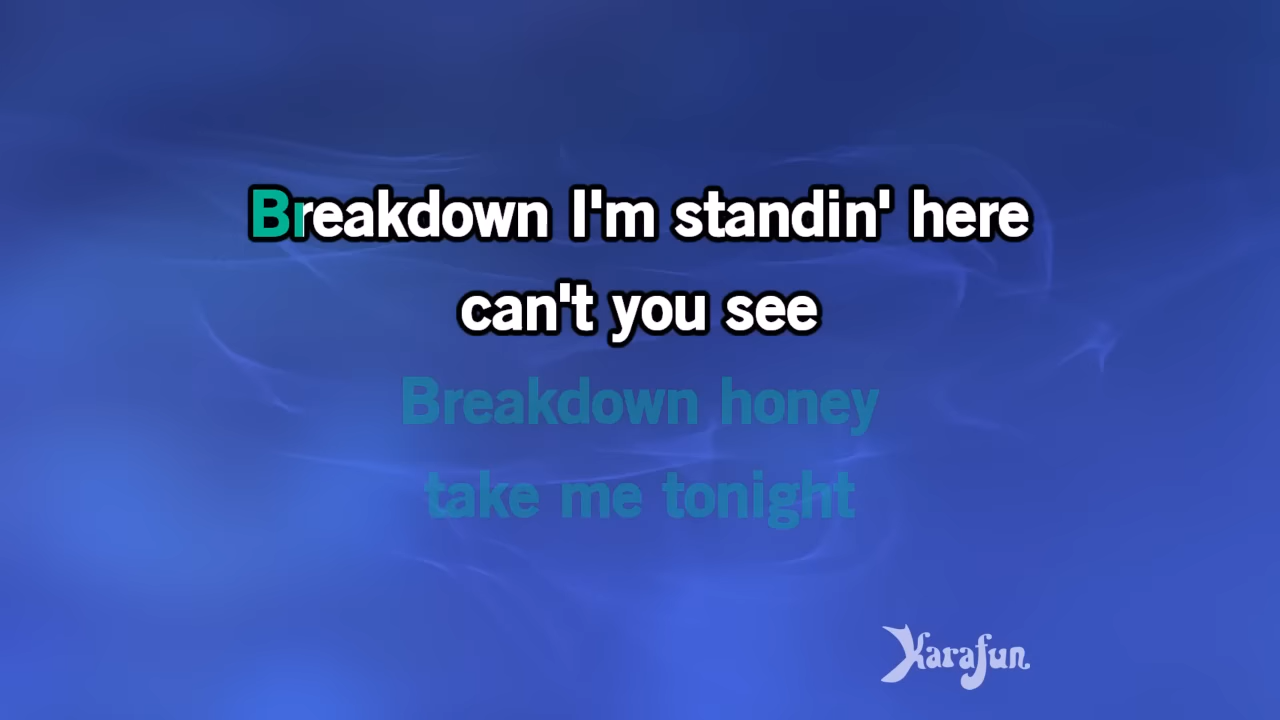 Breakdown I'm standin' here
can't you see
Breakdown honey
take me tonight
Karafun